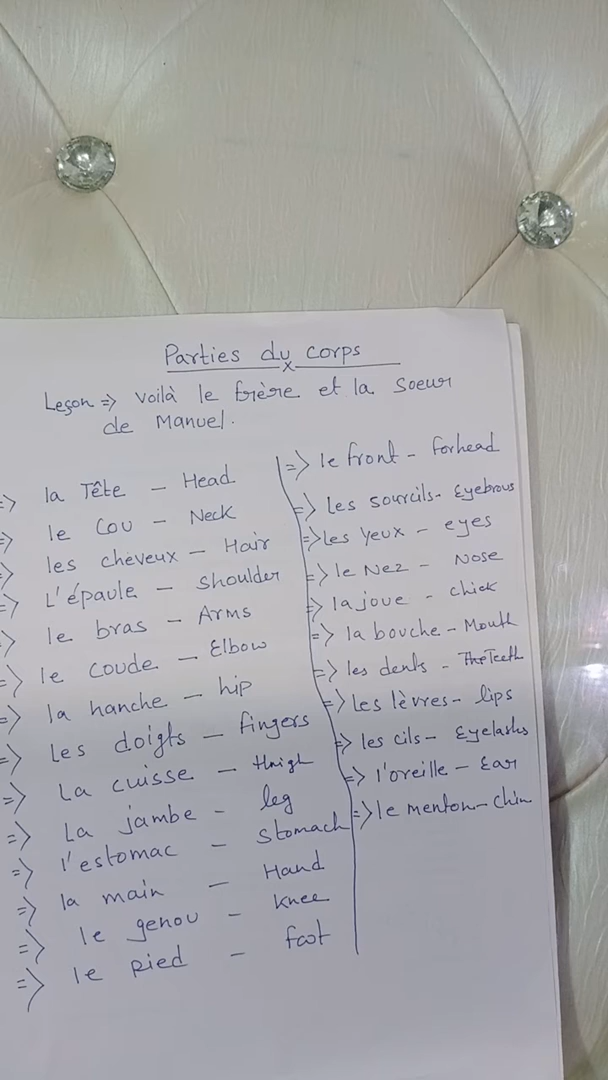 Parties du corps
x
Leçon => Voilà le frère et la Soeur
de Manuel.
=> la Tête - Head
=> le Cou - Neck
=> les cheveux - Hair
=> L'épaule - shoulder
=> le bras - Arms
=> le coude - Elbow
=> la hanche - hip
=> Les doigts - fingers
=> La cuisse - thigh
=> La jambe - leg
=> l'estomac - Stomach
=> la main - Hand
=> le genou - knee
=> le pied - foot
=> le front - forhead
=> les sourcils - Eyebrous
=> les yeux - eyes
=> le Nez - Nose
=> la joue - chick
=> la bouche - Mouth
=> les dents - The Teeth
=> Les lèvres - lips
=> les cils - Eyelashs
=> l'oreille - Ear
=> le menton - Chin